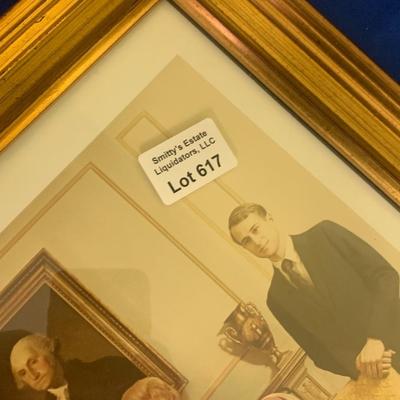 Smitty's Estate
Liquidators, LLC
Lot 617